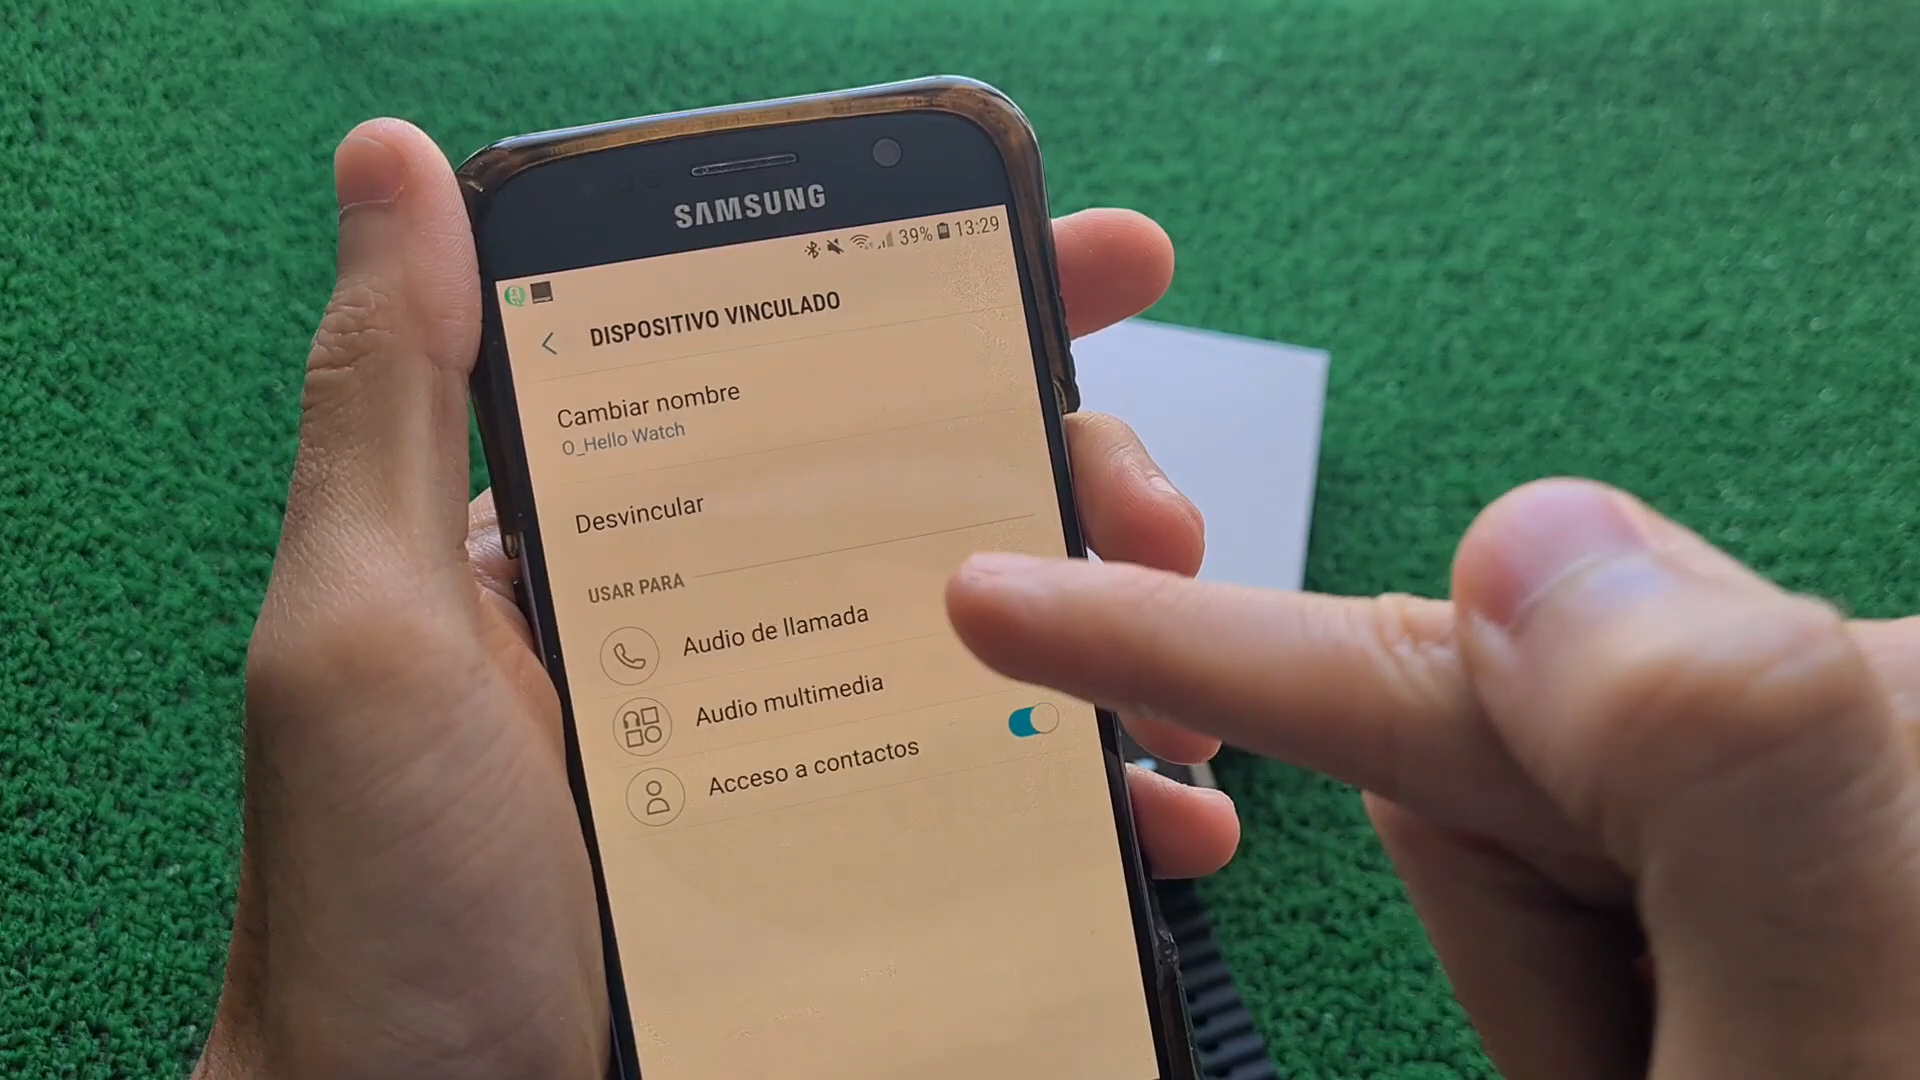 SAMSUNG
39% 13:29
DISPOSITIVO VINCULADO
Cambiar nombre
O_Hello Watch
Desvincular
USAR PARA
Audio de llamada
Audio multimedia
Acceso a contactos